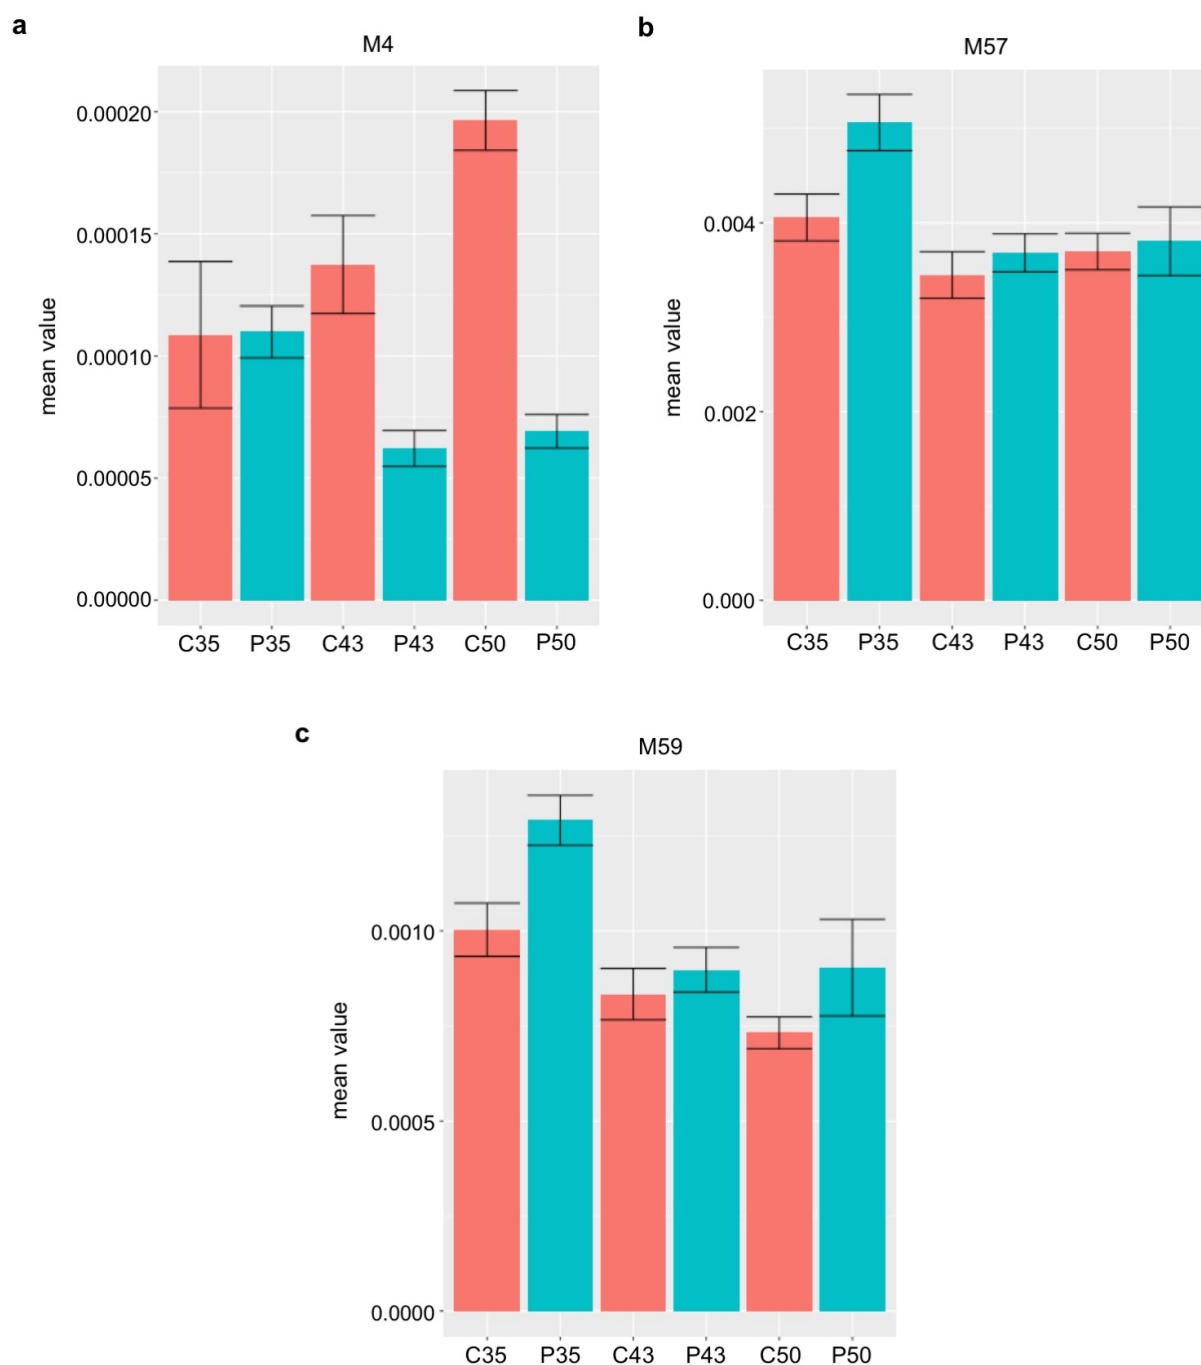 a
M4
mean value
0.00020
0.00015
0.00010
0.00005
0.00000
C35 P35 C43 P43 C50 P50
b
M57
mean value
0.004
0.002
0.000
C35 P35 C43 P43 C50 P50
c
M59
mean value
0.0010
0.0005
0.0000
C35 P35 C43 P43 C50 P50